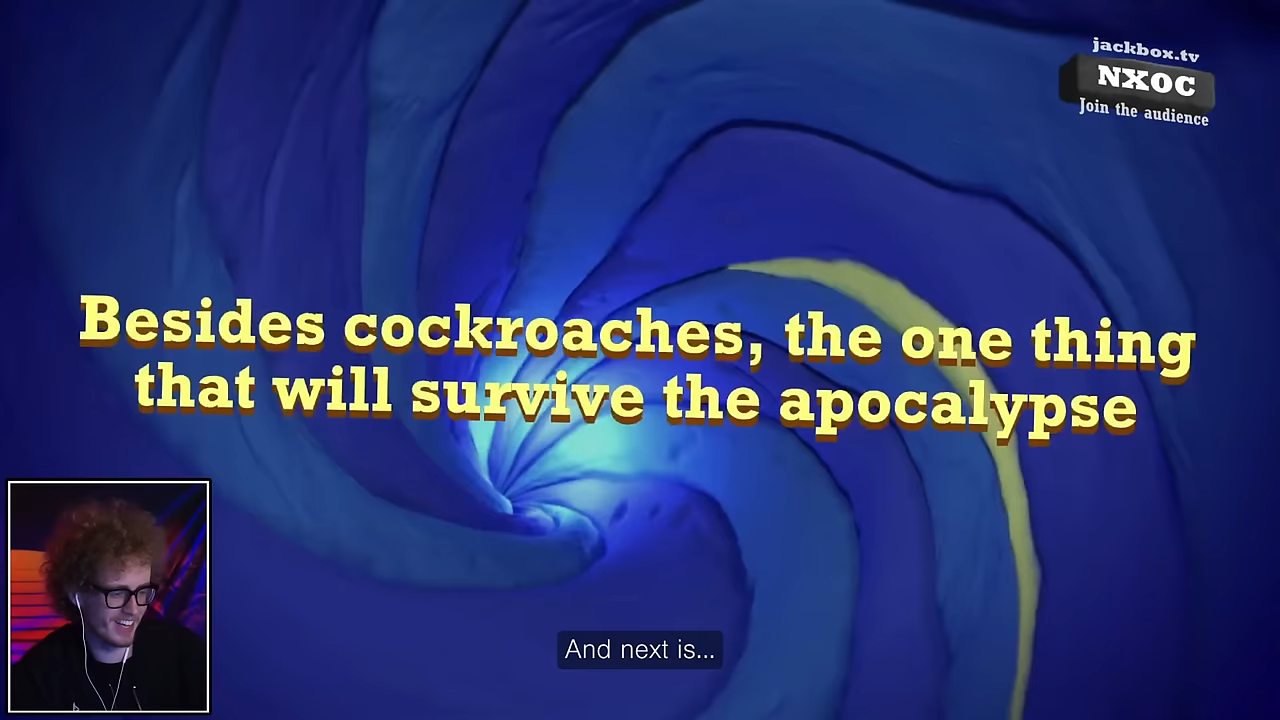 jackbox.tv
NXOC
Join the audience
Besides cockroaches, the one thing
that will survive the apocalypse
And next is...